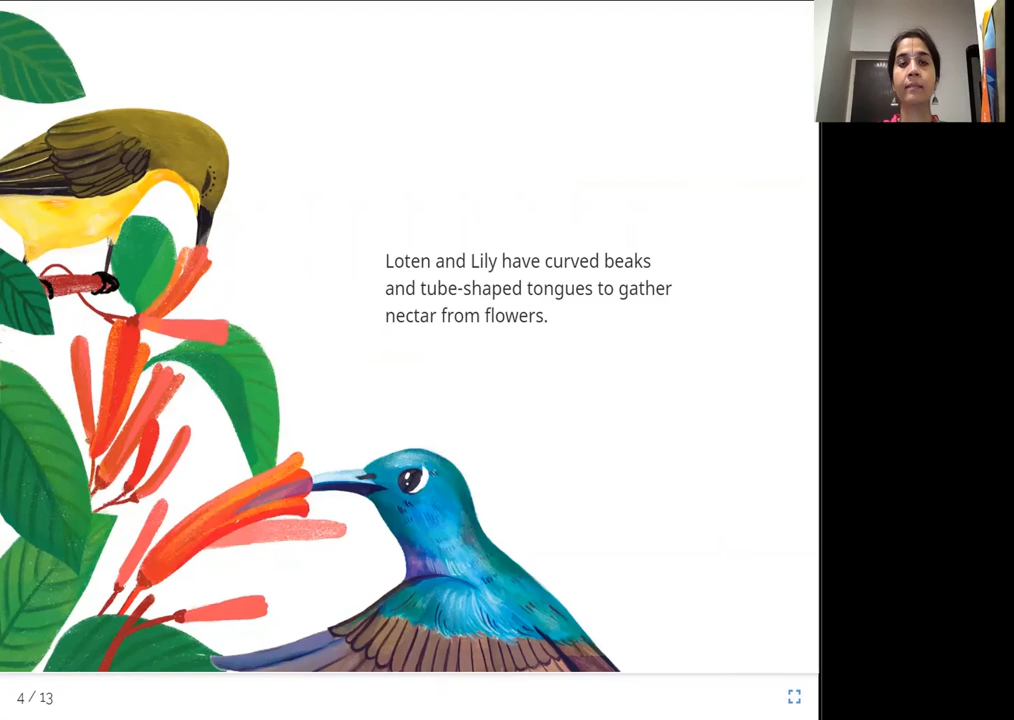 Loten and Lily have curved beaks
and tube-shaped tongues to gather
nectar from flowers.
4 / 13